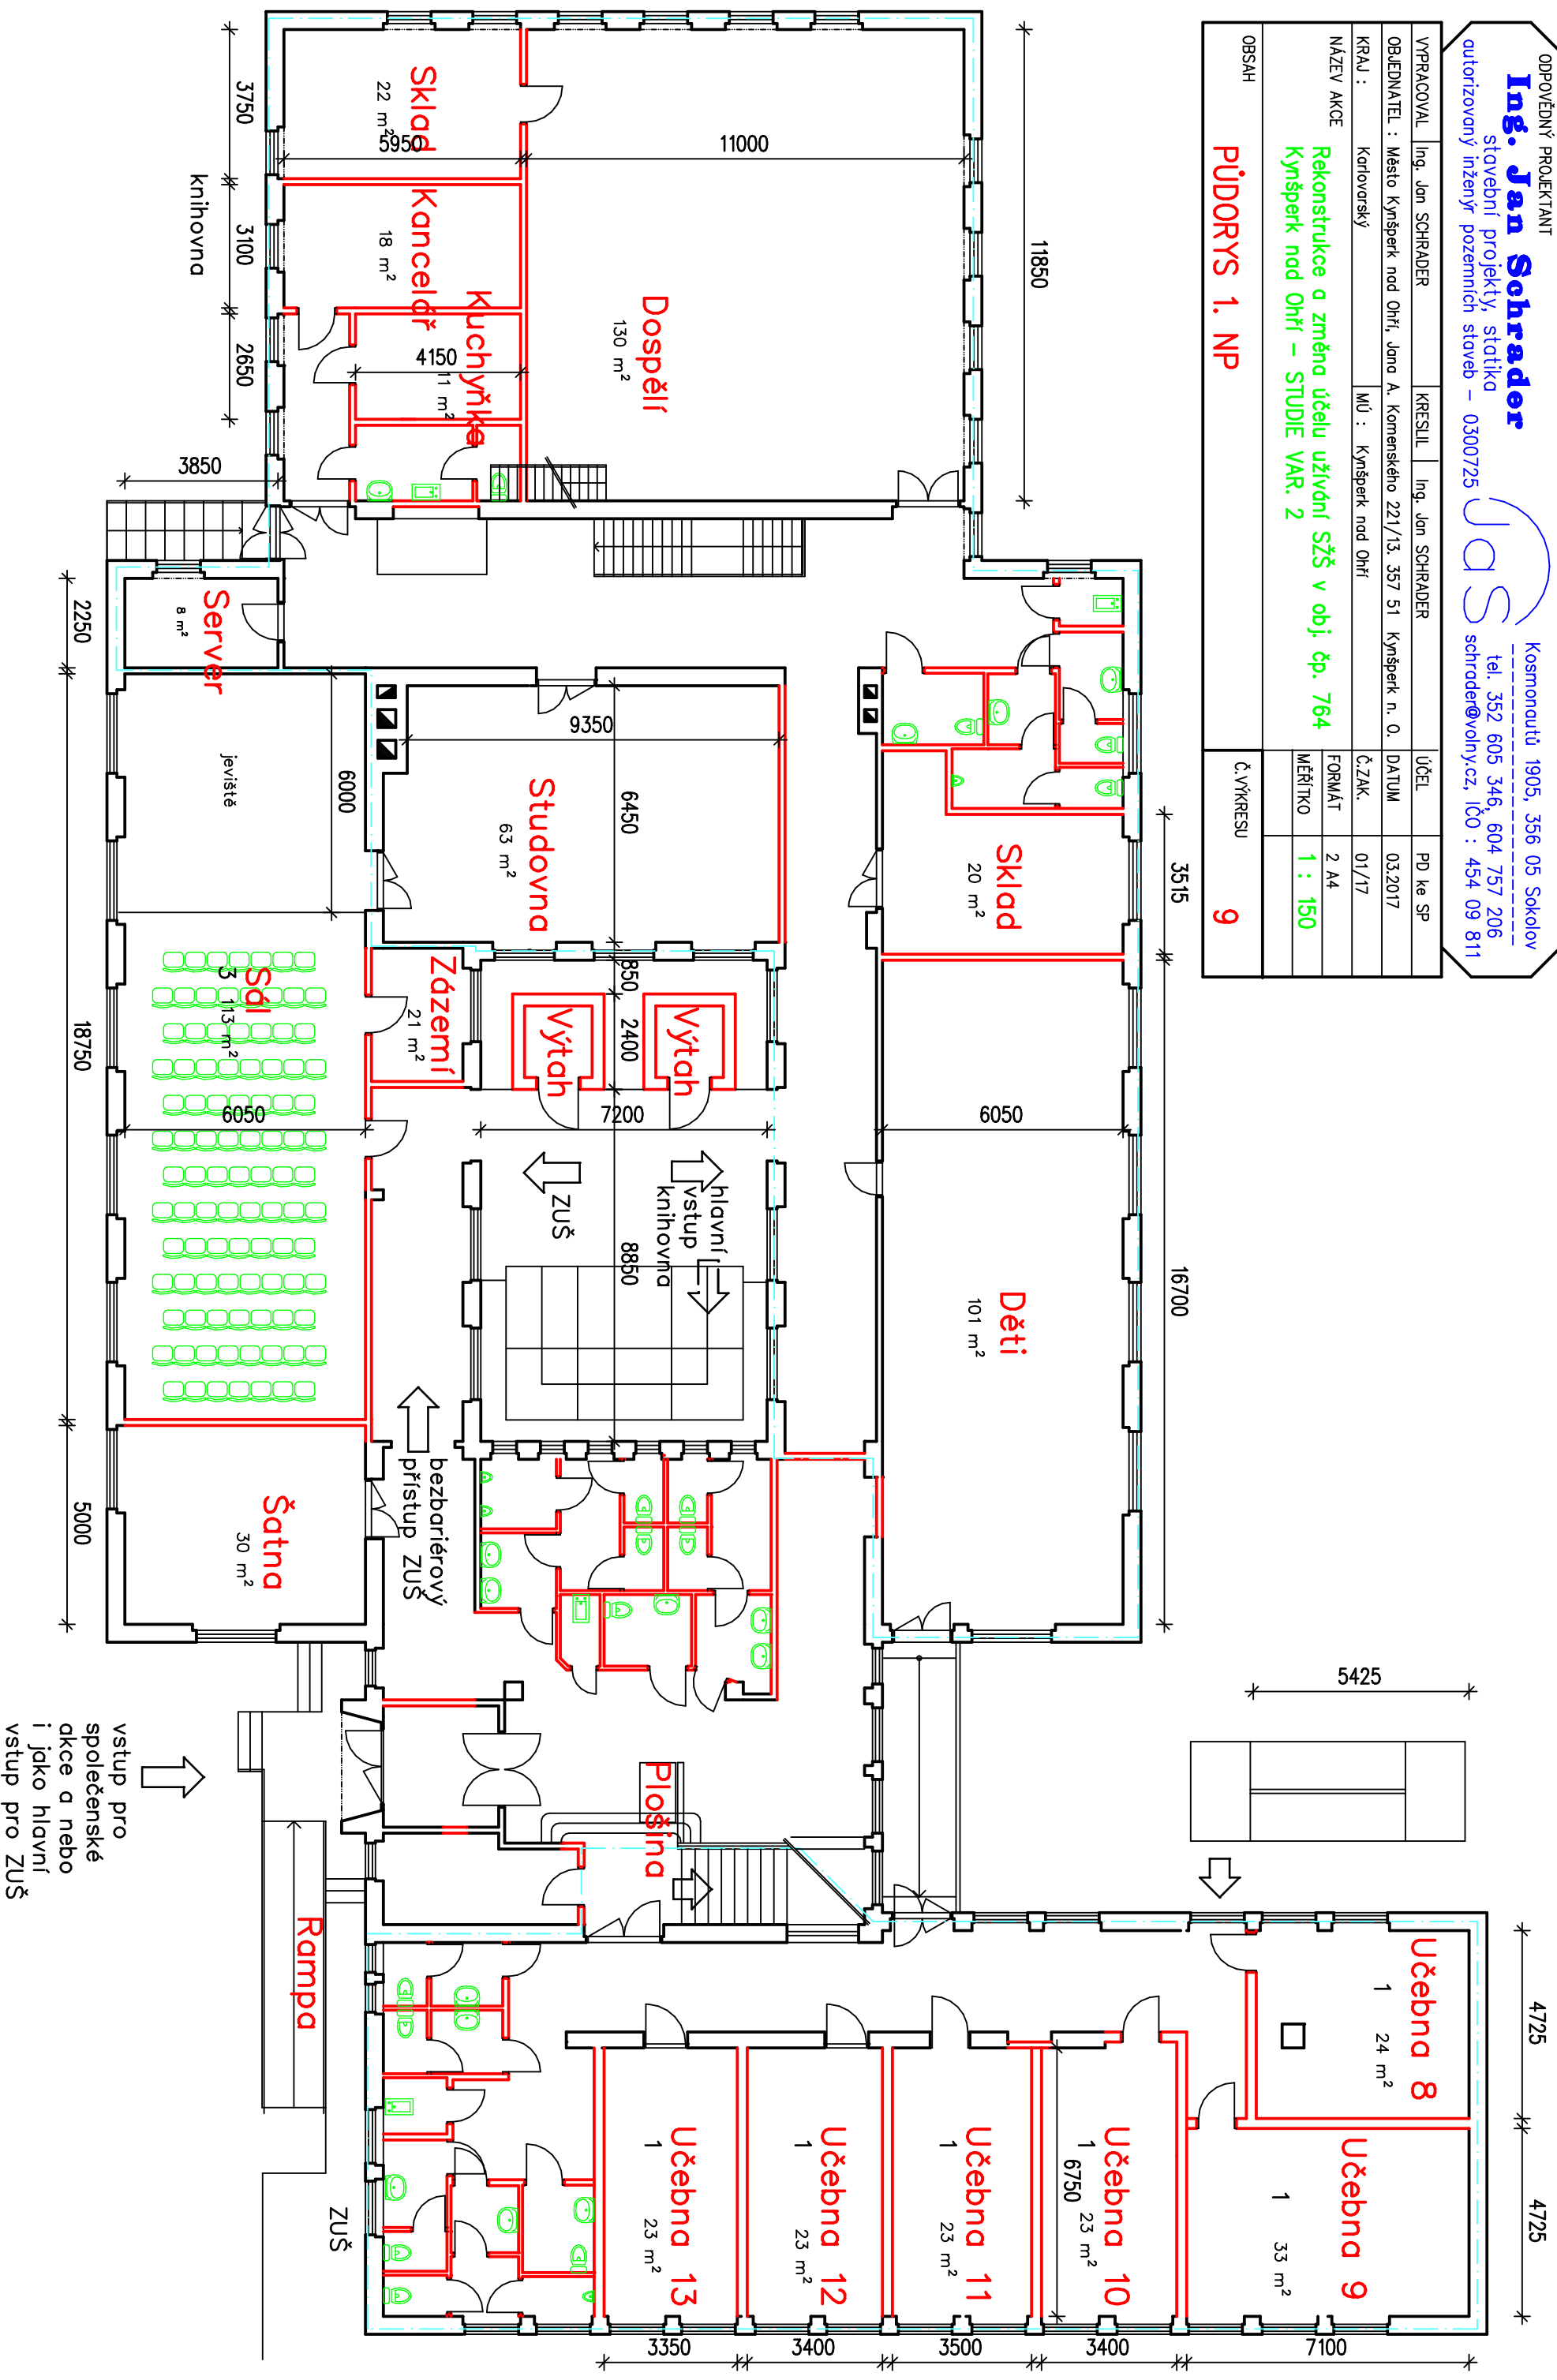 ODPOVĚDNÝ PROJEKTANT
Ing. Jan Schrader
stavební projekty, statika
autorizovaný inženýr pozemních staveb – 0300725
JaS
Kosmonautů 1905, 356 05 Sokolov
tel. 352 605 346, 604 757 206
schrader@volny.cz, IČO : 454 09 811
VYPRACOVAL Ing. Jan SCHRADER KRESLIL Ing. Jan SCHRADER ÚČEL PD ke SP
OBJEDNATEL : Město Kynšperk nad Ohří, Jana A. Komenského 221/13. 357 51 Kynšperk n. O. DATUM 03.2017
KRAJ : Karlovarský MÚ : Kynšperk nad Ohří Č.ZAK. 01/17
NÁZEV AKCE FORMÁT 2 A4
Rekonstrukce a změna účelu užívání SZŠ v obj. čp. 764
Kynšperk nad Ohří – STUDIE VAR. 2
MĚŘÍTKO 1 : 150
OBSAH
PŮDORYS 1. NP
Č.VÝKRESU 9
11850
3515
16700
5425
4725
4725
11000
5950
Dospělí
130 m²
Sklad
22 m²
Kancelář
18 m²
Kuchyňka
11 m²
4150
3750
3100
2650
knihovna
3850
2250
Server
8 m²
jeviště
6000
9350
6450
Studovna
63 m²
Sklad
20 m²
Děti
101 m²
6050
850
2400
8850
7200
Výtah
Výtah
Zázemí
21 m²
hlavní
vstup
knihovna
ZUŠ
Sál
3 113 m²
6050
18750
5000
Šatna
30 m²
bezbariérový
přístup ZUŠ
Plošina
vstup pro
společenské
akce a nebo
i jako hlavní
vstup pro ZUŠ
Rampa
ZUŠ
Učebna 8
1 24 m²
Učebna 9
1 33 m²
Učebna 10
1 23 m²
6750
Učebna 11
1 23 m²
Učebna 12
1 23 m²
Učebna 13
1 23 m²
3350
3400
3500
3400
7100